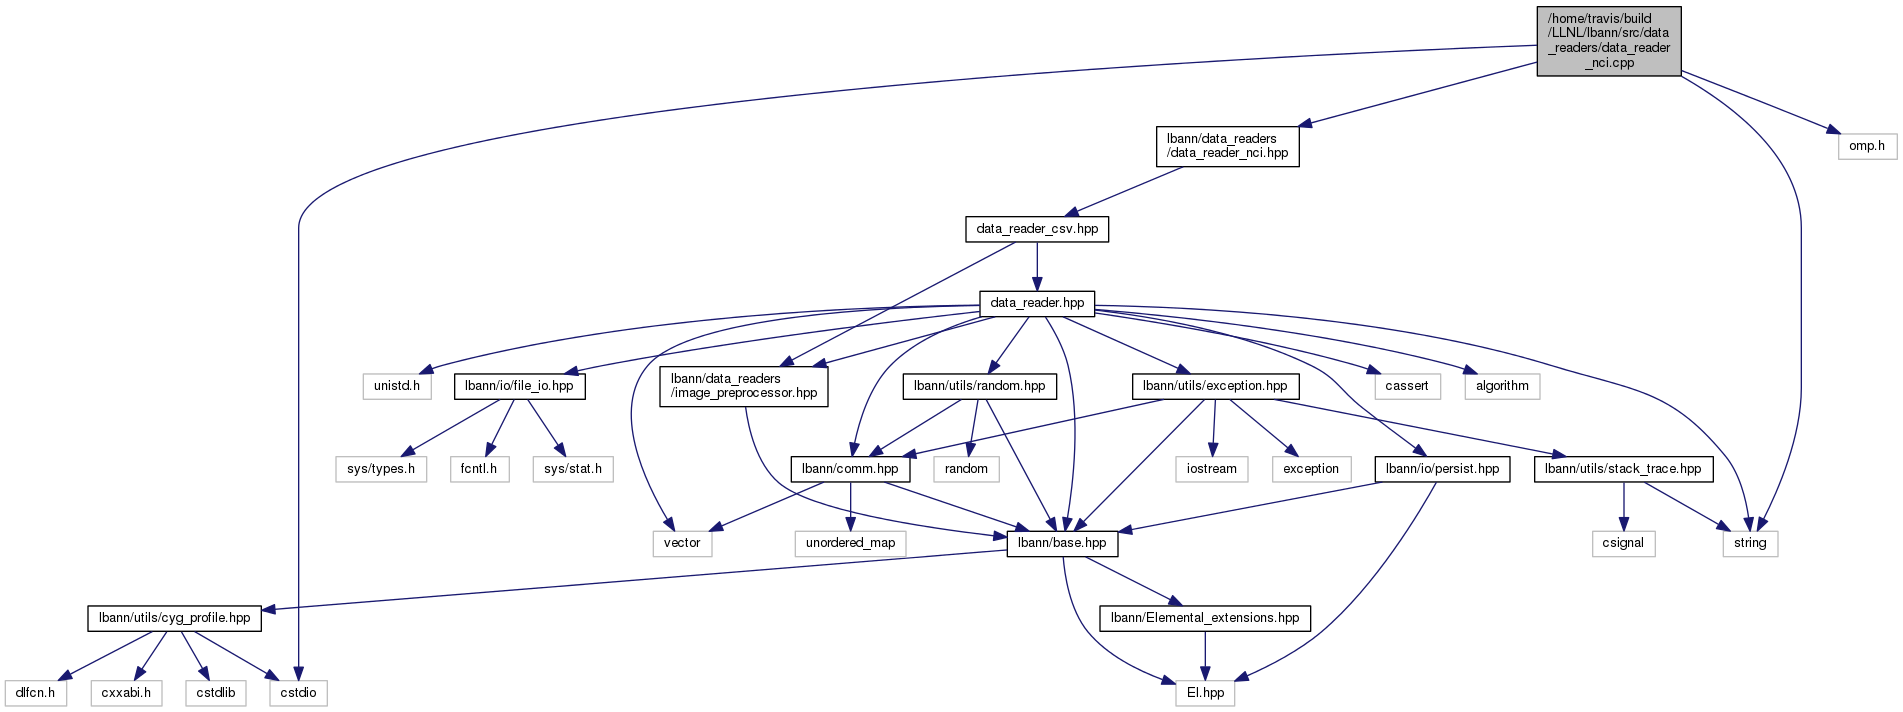 /home/travis/build
/LLNL/lbann/src/data
_readers/data_reader
_nci.cpp
lbann/data_readers
/data_reader_nci.hpp
omp.h
data_reader_csv.hpp
data_reader.hpp
unistd.h
lbann/io/file_io.hpp
lbann/data_readers
/image_preprocessor.hpp
lbann/utils/random.hpp
lbann/utils/exception.hpp
cassert
algorithm
sys/types.h
fcntl.h
sys/stat.h
lbann/comm.hpp
random
iostream
exception
lbann/io/persist.hpp
lbann/utils/stack_trace.hpp
vector
unordered_map
lbann/base.hpp
csignal
string
lbann/utils/cyg_profile.hpp
lbann/Elemental_extensions.hpp
dlfcn.h
cxxabi.h
cstdlib
cstdio
El.hpp